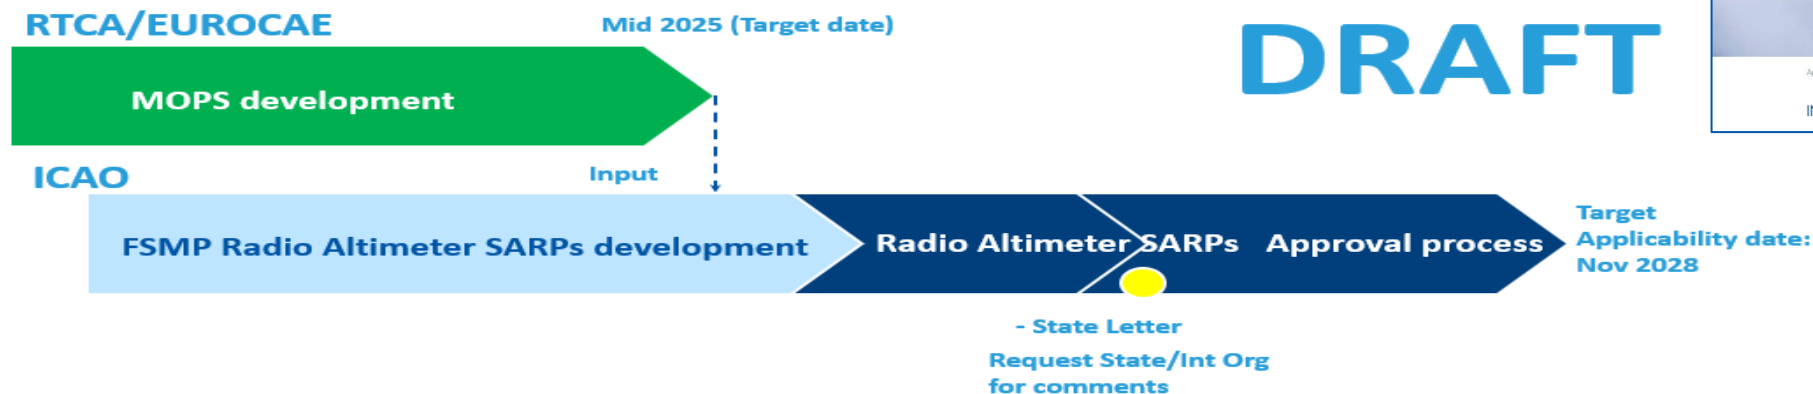 RTCA/EUROCAE
Mid 2025 (Target date)
DRAFT
MOPS development
ICAO
Input
FSMP Radio Altimeter SARPs development
Radio Altimeter SARPs Approval process
Target
Applicability date:
Nov 2028
- State Letter
Request State/Int Org
for comments